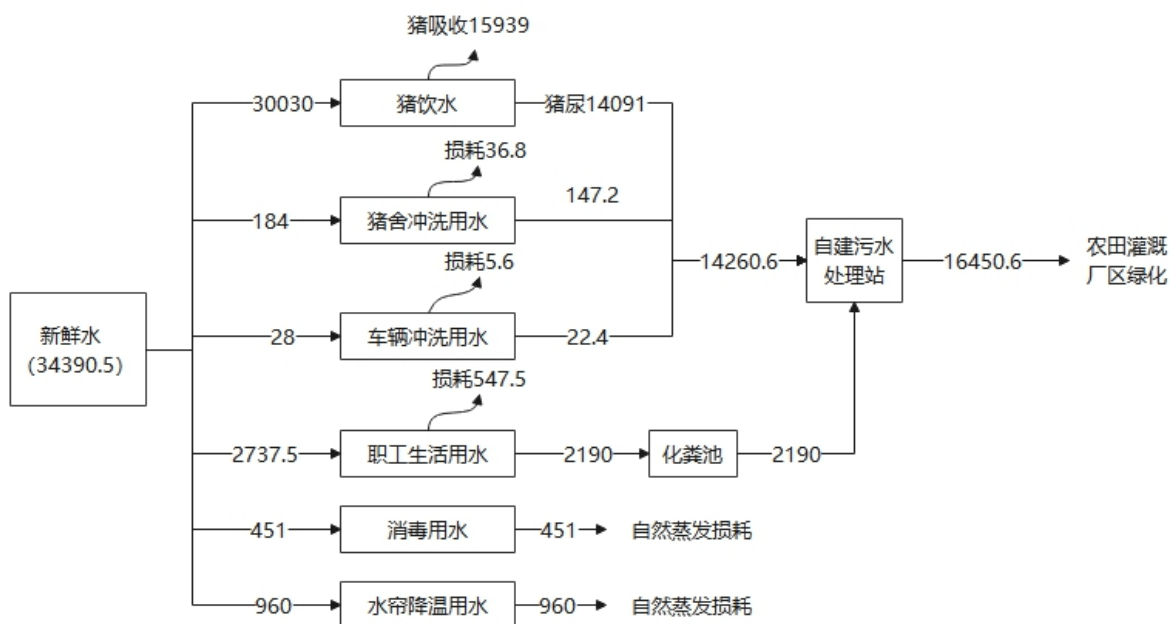 猪吸收15939
30030
猪饮水
猪尿14091
损耗36.8
184
猪舍冲洗用水
147.2
损耗5.6
28
车辆冲洗用水
22.4
14260.6
自建污水
处理站
16450.6
农田灌溉
厂区绿化
新鲜水
(34390.5)
损耗547.5
2737.5
职工生活用水
2190
化粪池
2190
451
消毒用水
451
自然蒸发损耗
960
水帘降温用水
960
自然蒸发损耗